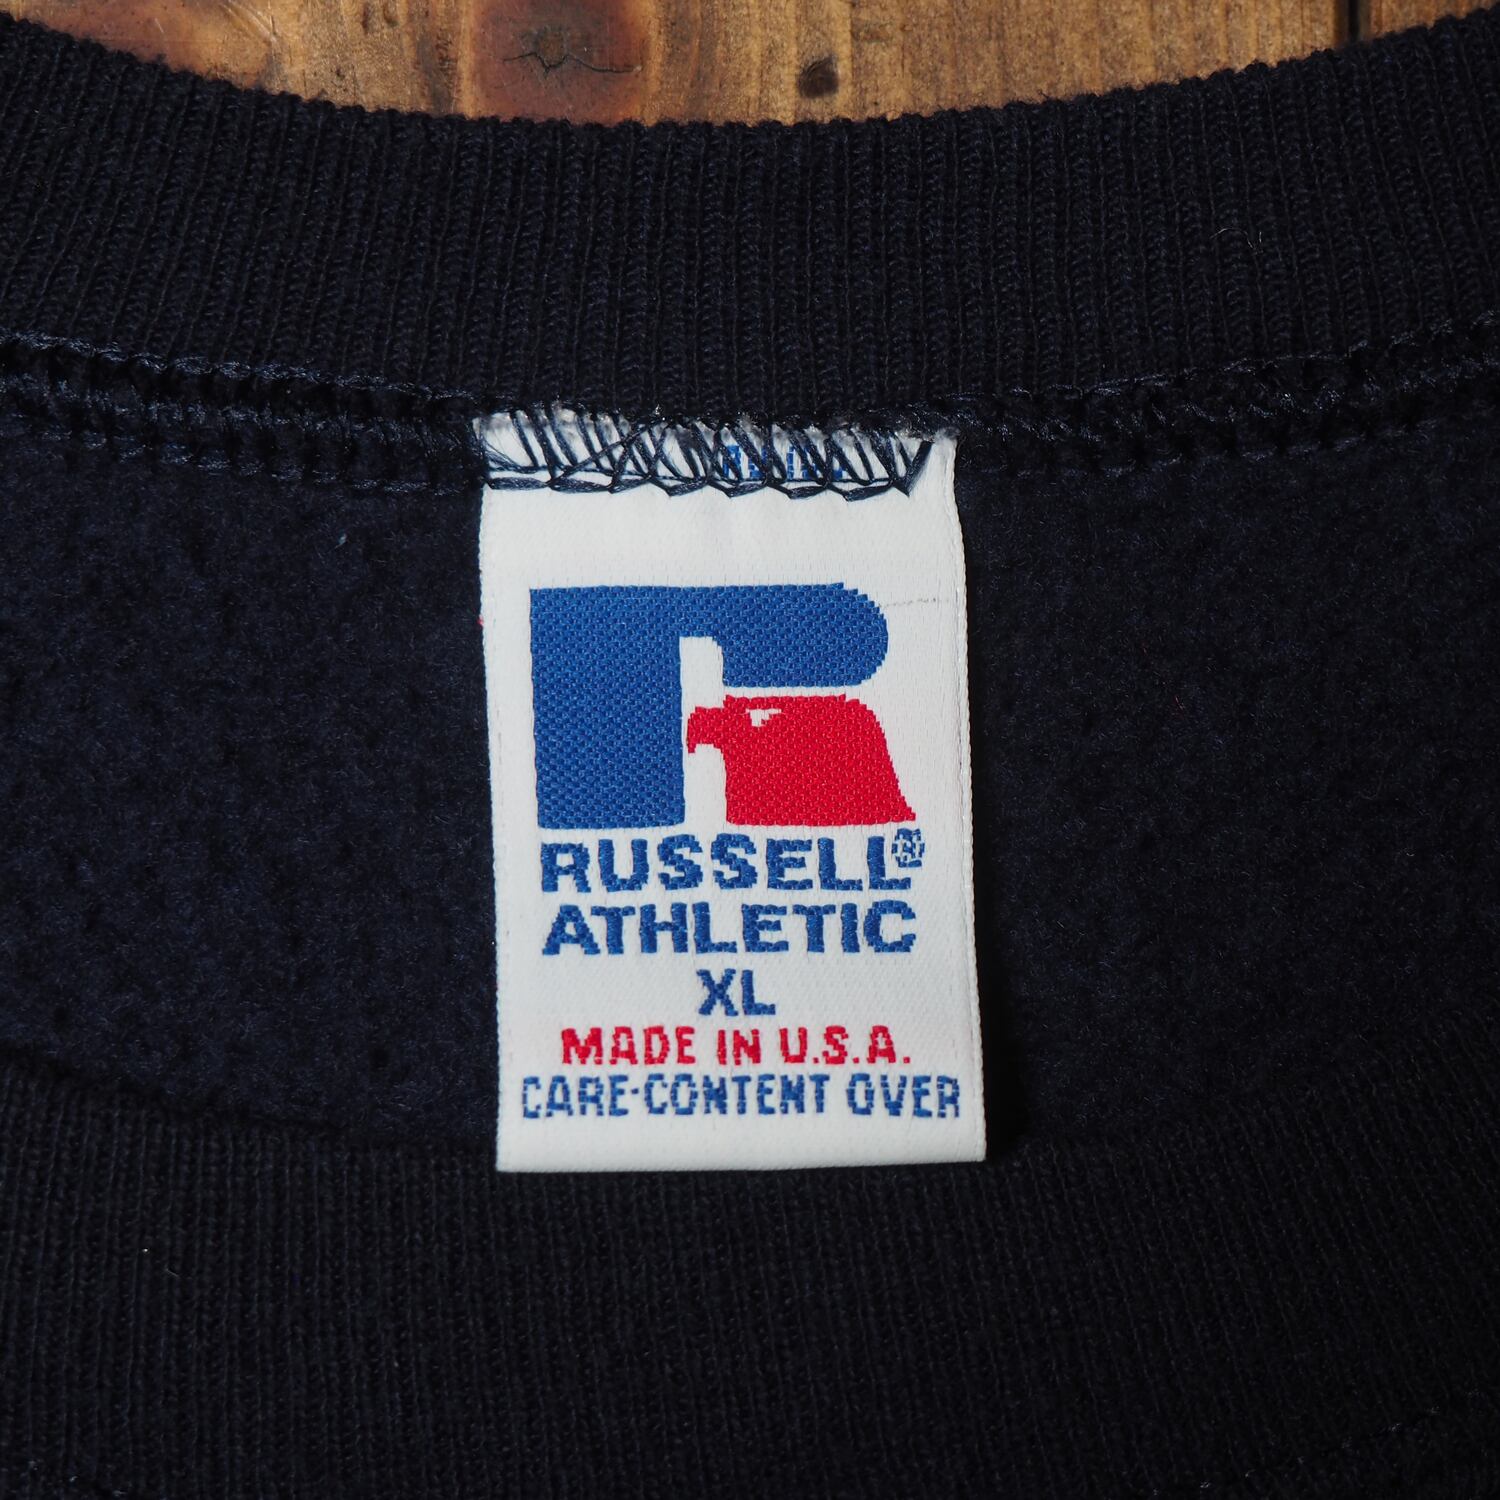 RUSSELL®
ATHLETIC
XL
MADE IN U.S.A.
CARE·CONTENT OVER